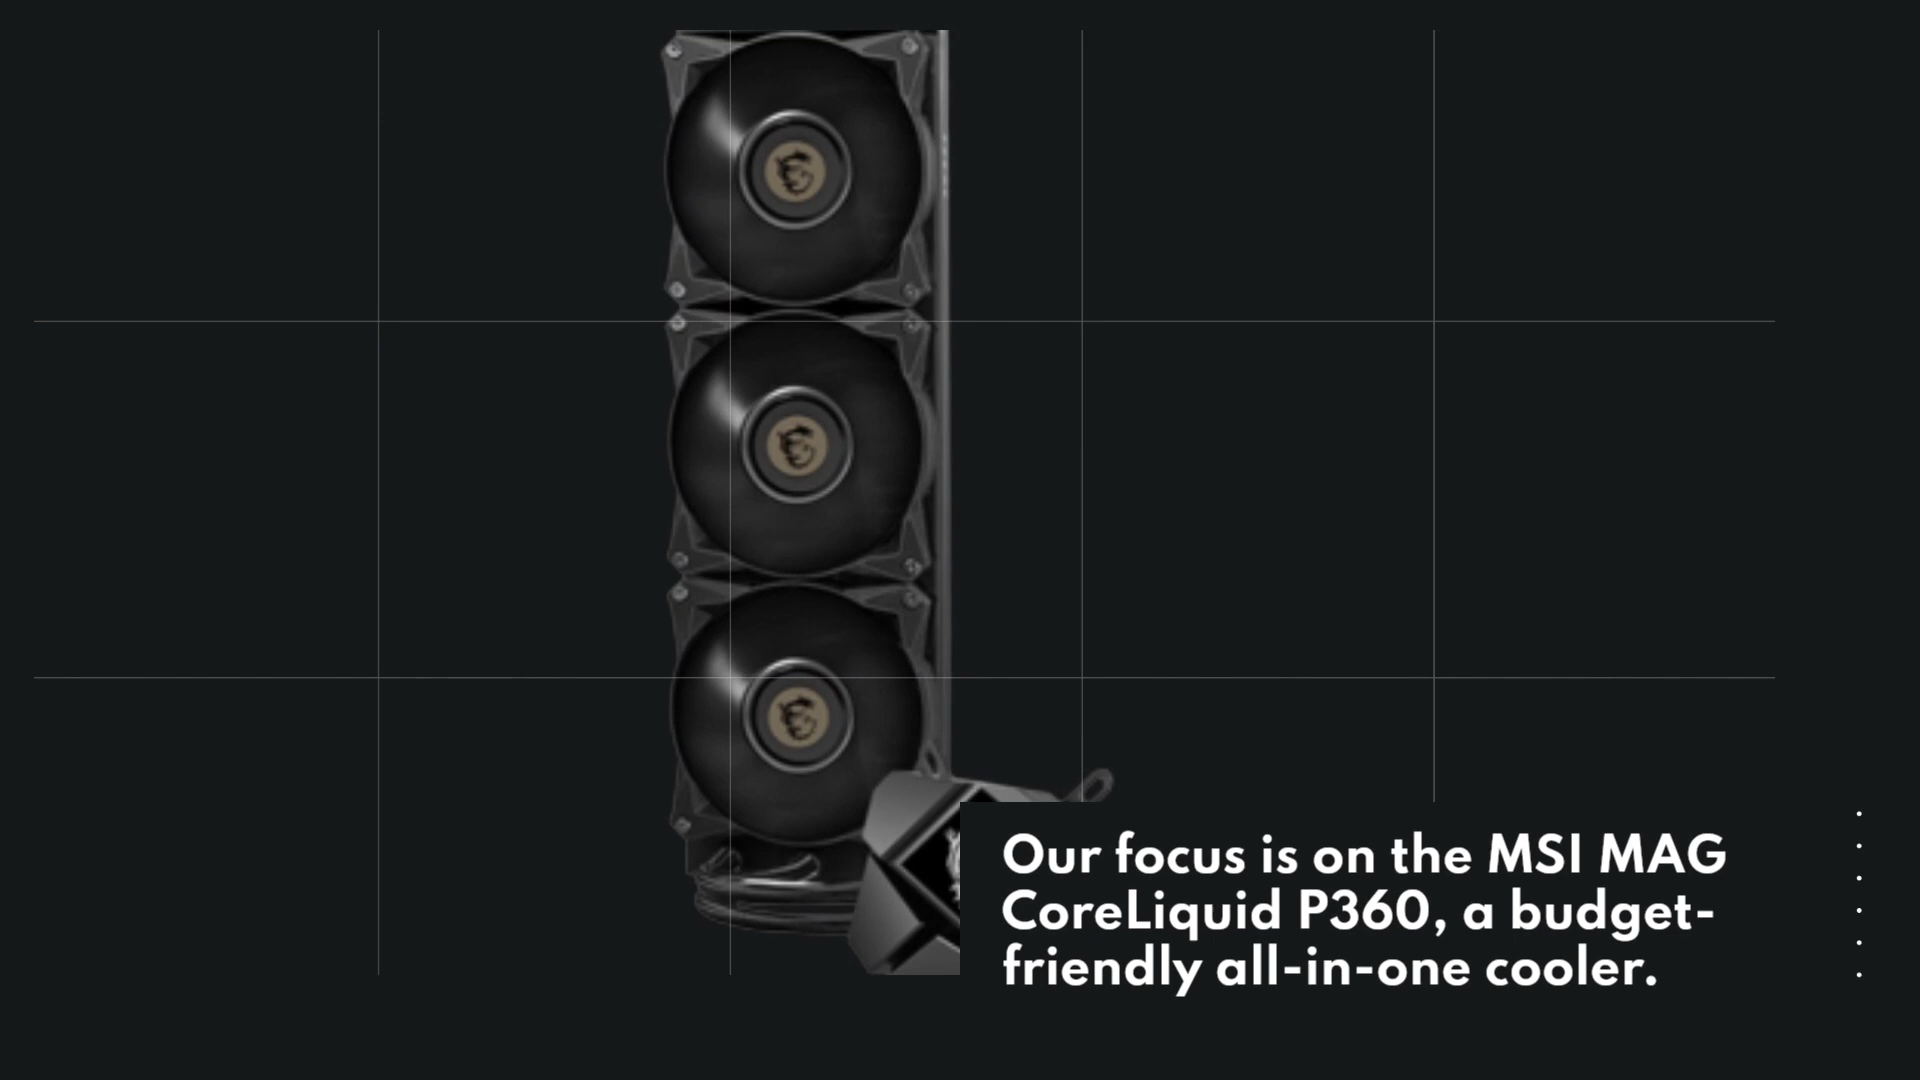 Our focus is on the MSI MAG
CoreLiquid P360, a budget-
friendly all-in-one cooler.